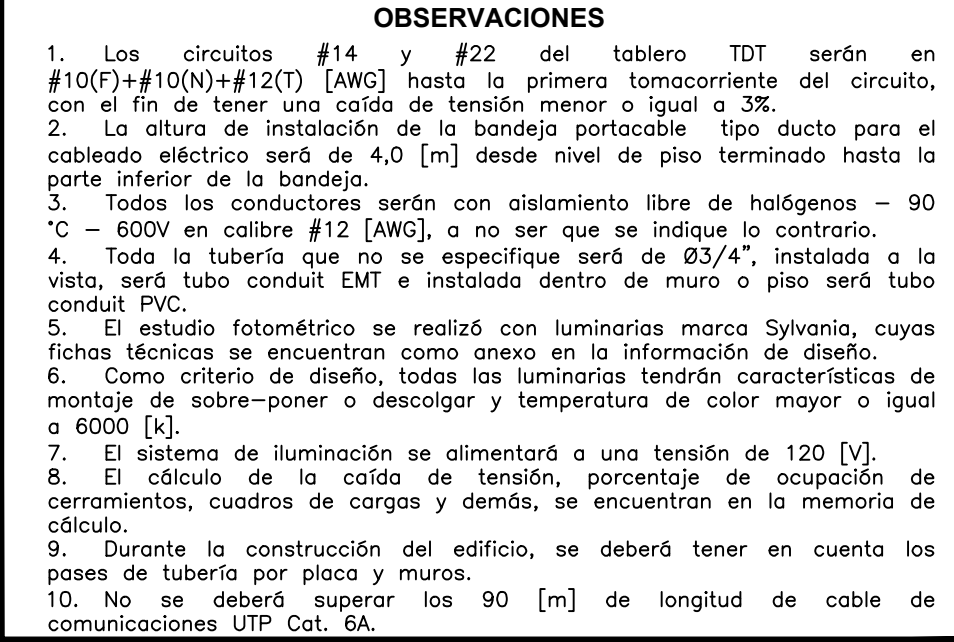 OBSERVACIONES
1. Los circuitos #14 y #22 del tablero TDT serán en
#10(F)+#10(N)+#12(T) [AWG] hasta la primera tomacorriente del circuito,
con el fin de tener una caída de tensión menor o igual a 3%.
2. La altura de instalación de la bandeja portacable tipo ducto para el
cableado eléctrico será de 4,0 [m] desde nivel de piso terminado hasta la
parte inferior de la bandeja.
3. Todos los conductores serán con aislamiento libre de halógenos – 90
°C – 600V en calibre #12 [AWG], a no ser que se indique lo contrario.
4. Toda la tubería que no se especifique será de Ø3/4", instalada a la
vista, será tubo conduit EMT e instalada dentro de muro o piso será tubo
conduit PVC.
5. El estudio fotométrico se realizó con luminarias marca Sylvania, cuyas
fichas técnicas se encuentran como anexo en la información de diseño.
6. Como criterio de diseño, todas las luminarias tendrán características de
montaje de sobre–poner o descolgar y temperatura de color mayor o igual
a 6000 [k].
7. El sistema de iluminación se alimentará a una tensión de 120 [V].
8. El cálculo de la caída de tensión, porcentaje de ocupación de
cerramientos, cuadros de cargas y demás, se encuentran en la memoria de
cálculo.
9. Durante la construcción del edificio, se deberá tener en cuenta los
pases de tubería por placa y muros.
10. No se deberá superar los 90 [m] de longitud de cable de
comunicaciones UTP Cat. 6A.